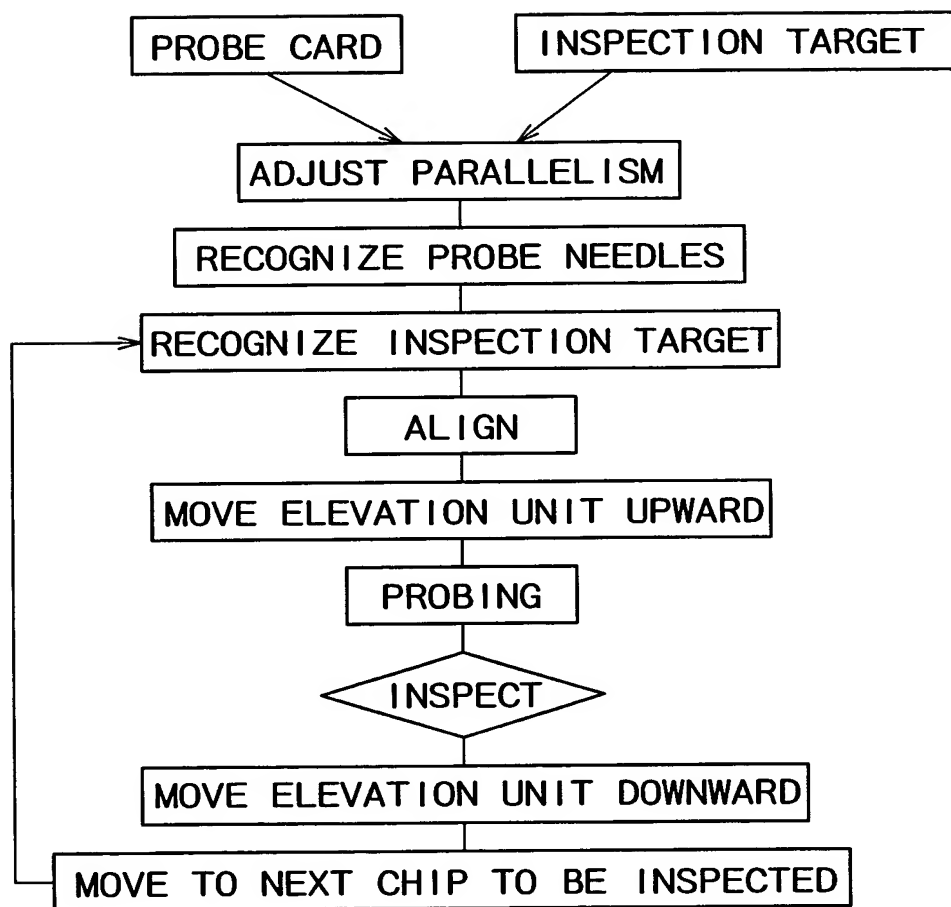 PROBE CARD
INSPECTION TARGET
ADJUST PARALLELISM
RECOGNIZE PROBE NEEDLES
RECOGNIZE INSPECTION TARGET
ALIGN
MOVE ELEVATION UNIT UPWARD
PROBING
INSPECT
MOVE ELEVATION UNIT DOWNWARD
MOVE TO NEXT CHIP TO BE INSPECTED